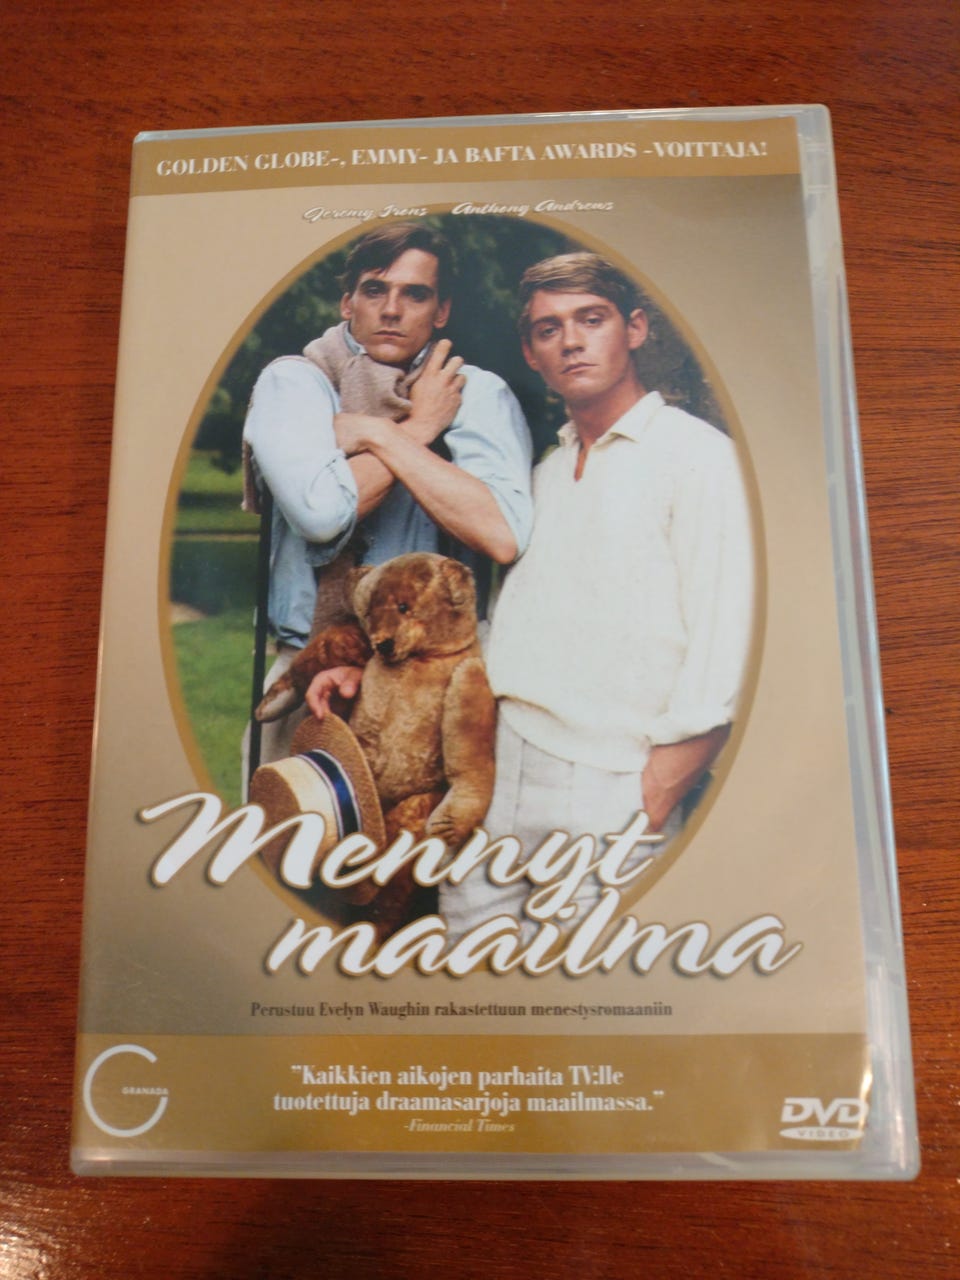 GOLDEN GLOBE-, EMMY- JA BAFTA AWARDS -VOITTAJA!
Jeremy Irons Anthony Andrews
Mennyt
maailma
Perustuu Evelyn Waughin rakastettuun menestysromaaniin
GRANADA
"Kaikkien aikojen parhaita TV:lle
tuotettuja draamasarjoja maailmassa."
-Financial Times
DVD
VIDEO